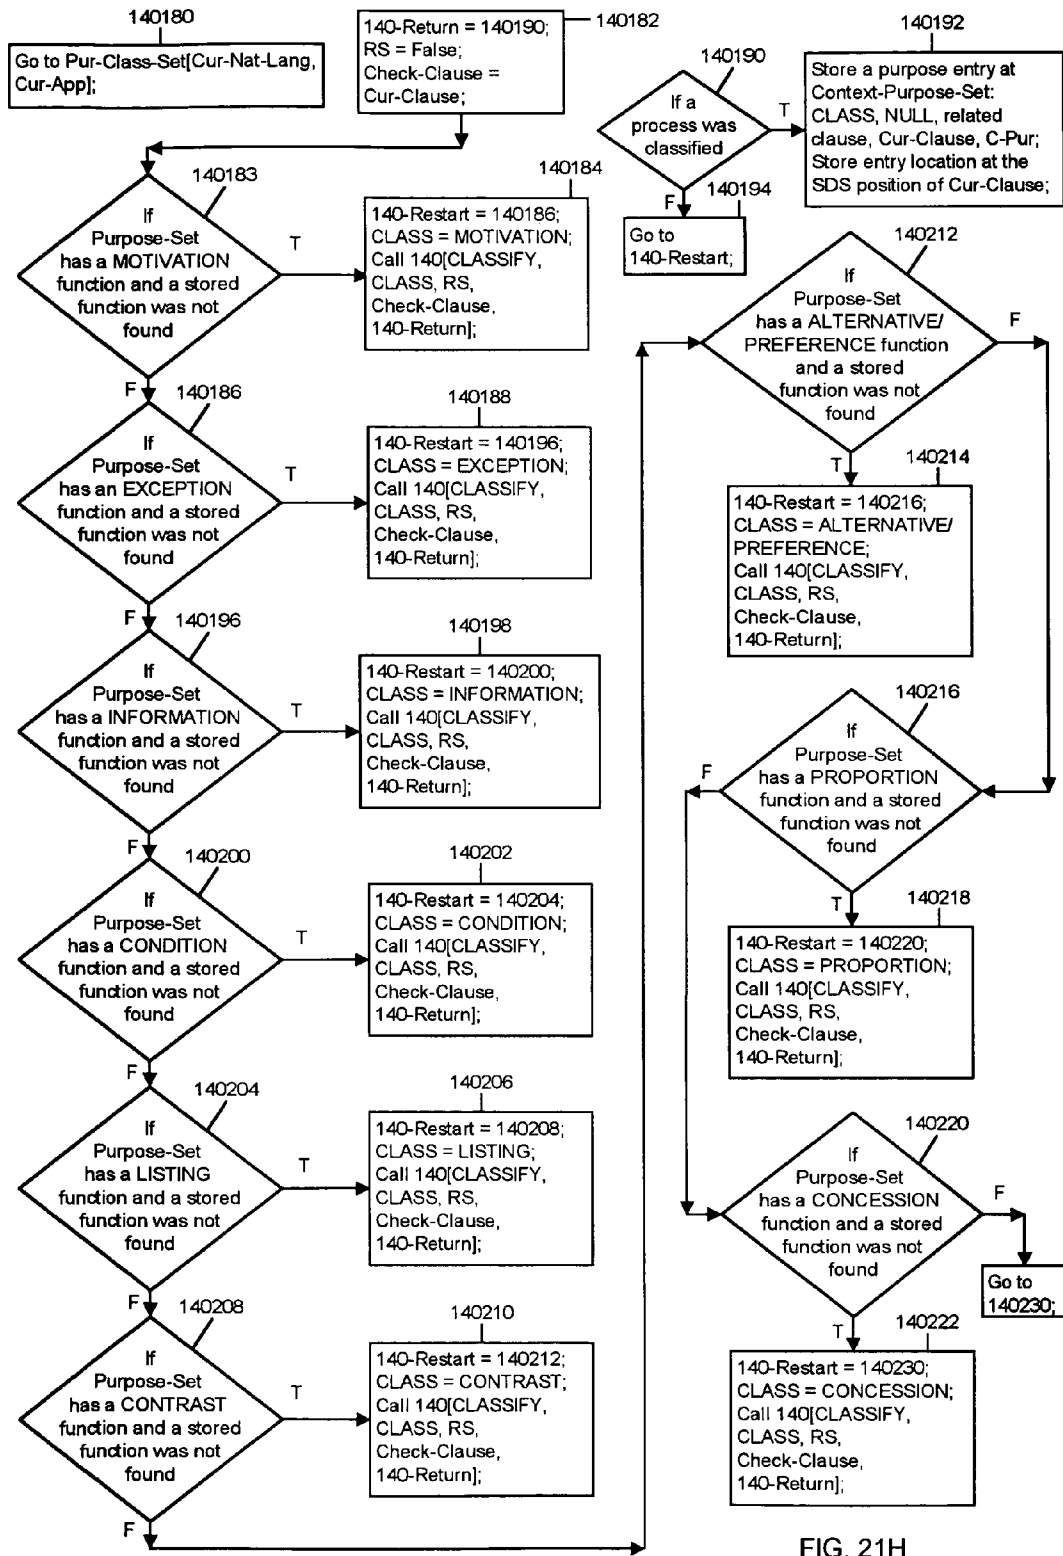 140180
Go to Pur-Class-Set[Cur-Nat-Lang,
Cur-App];
140182
140-Return = 140190;
RS = False;
Check-Clause =
Cur-Clause;
140183
If
Purpose-Set
has a MOTIVATION
function and a stored
function was not
found
T
F
140184
140-Restart = 140186;
CLASS = MOTIVATION;
Call 140[CLASSIFY,
CLASS, RS,
Check-Clause,
140-Return];
140186
If
Purpose-Set
has an EXCEPTION
function and a stored
function was not
found
T
F
140188
140-Restart = 140196;
CLASS = EXCEPTION;
Call 140[CLASSIFY,
CLASS, RS,
Check-Clause,
140-Return];
140196
If
Purpose-Set
has a INFORMATION
function and a stored
function was not
found
T
F
140198
140-Restart = 140200;
CLASS = INFORMATION;
Call 140[CLASSIFY,
CLASS, RS,
Check-Clause,
140-Return];
140200
If
Purpose-Set
has a CONDITION
function and a stored
function was not
found
T
F
140202
140-Restart = 140204;
CLASS = CONDITION;
Call 140[CLASSIFY,
CLASS, RS,
Check-Clause,
140-Return];
140204
If
Purpose-Set
has a LISTING
function and a stored
function was not
found
T
F
140206
140-Restart = 140208;
CLASS = LISTING;
Call 140[CLASSIFY,
CLASS, RS,
Check-Clause,
140-Return];
140208
If
Purpose-Set
has a CONTRAST
function and a stored
function was not
found
T
F
140210
140-Restart = 140212;
CLASS = CONTRAST;
Call 140[CLASSIFY,
CLASS, RS,
Check-Clause,
140-Return];
140190
If a
process was
classified
T
F
140192
Store a purpose entry at
Context-Purpose-Set:
CLASS, NULL, related
clause, Cur-Clause, C-Pur;
Store entry location at the
SDS position of Cur-Clause;
140194
Go to
140-Restart;
140212
If
Purpose-Set
has a ALTERNATIVE/
PREFERENCE function
and a stored
function was not
found
F
T
140214
140-Restart = 140216;
CLASS = ALTERNATIVE/
PREFERENCE;
Call 140[CLASSIFY,
CLASS, RS,
Check-Clause,
140-Return];
140216
If
Purpose-Set
has a PROPORTION
function and a stored
function was not
found
F
T
140218
140-Restart = 140220;
CLASS = PROPORTION;
Call 140[CLASSIFY,
CLASS, RS,
Check-Clause,
140-Return];
140220
If
Purpose-Set
has a CONCESSION
function and a stored
function was not
found
F
Go to
140230;
T
140222
140-Restart = 140230;
CLASS = CONCESSION;
Call 140[CLASSIFY,
CLASS, RS,
Check-Clause,
140-Return];
FIG. 21H